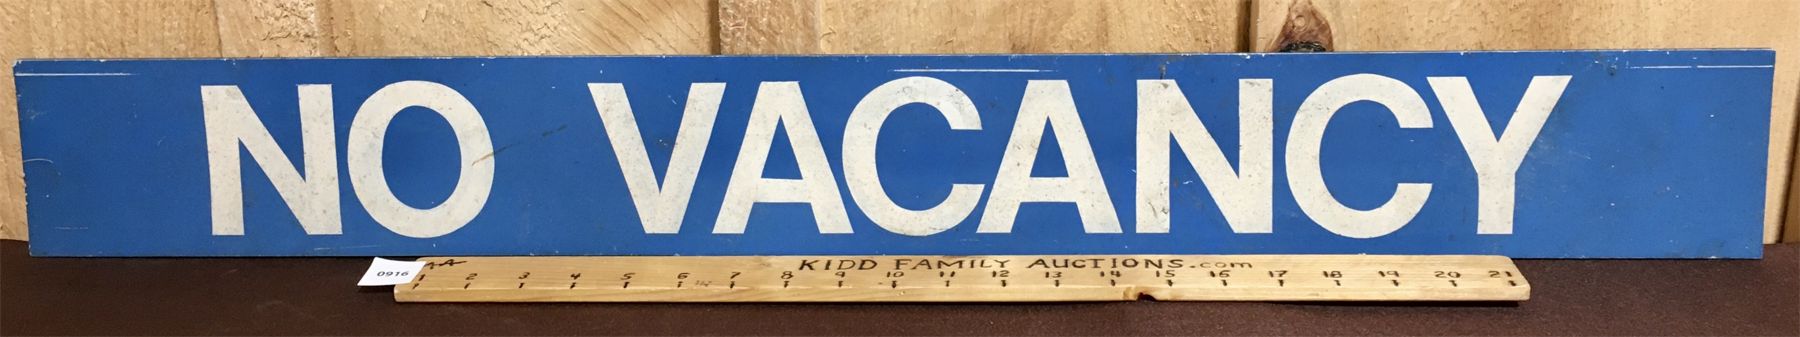 NO VACANCY
KIDD FAMILY AUCTIONS.com
0916
1 2 3 4 5 6 7 8 9 10 11 12 13 14 15 16 17 18 19 20 21